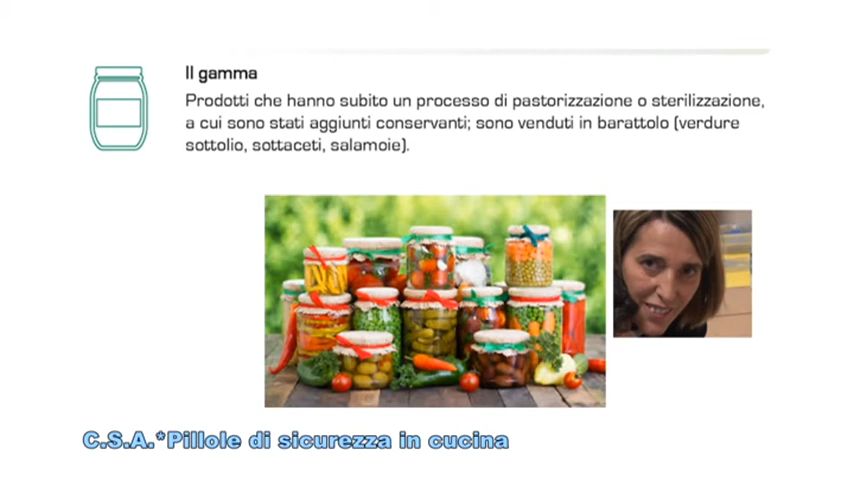 II gamma
Prodotti che hanno subito un processo di pastorizzazione o sterilizzazione,
a cui sono stati aggiunti conservanti; sono venduti in barattolo (verdure
sottolio, sottaceti, salamoie).
C.S.A.*Pillole di sicurezza in cucina